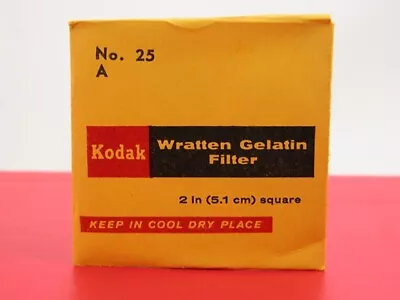 No. 25
A
Kodak
Wratten Gelatin
Filter
2 in (5.1 cm) square
KEEP IN COOL DRY PLACE